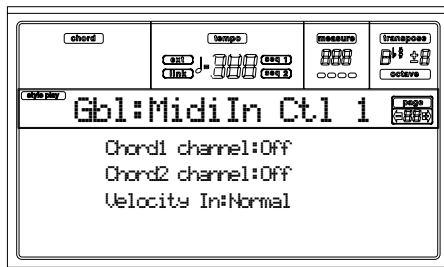 chord tempo measure transpose
ext link seq 1 seq 2 octave
style play Gbl:MidiIn Ctl 1 page
Chord1 channel:Off
Chord2 channel:Off
Velocity In:Normal